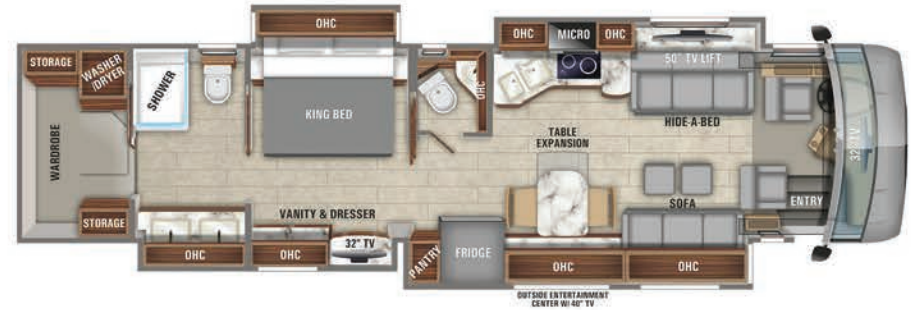 OHC
OHC
MICRO
OHC
STORAGE
WASHER
/DRYER
SHOWER
50" TV LIFT
OHC
KING BED
HIDE-A-BED
32" TV
WARDROBE
TABLE
EXPANSION
SOFA
ENTRY
STORAGE
VANITY & DRESSER
32" TV
OHC
OHC
PANTRY
FRIDGE
OHC
OHC
OUTSIDE ENTERTAINMENT
CENTER W/ 40" TV